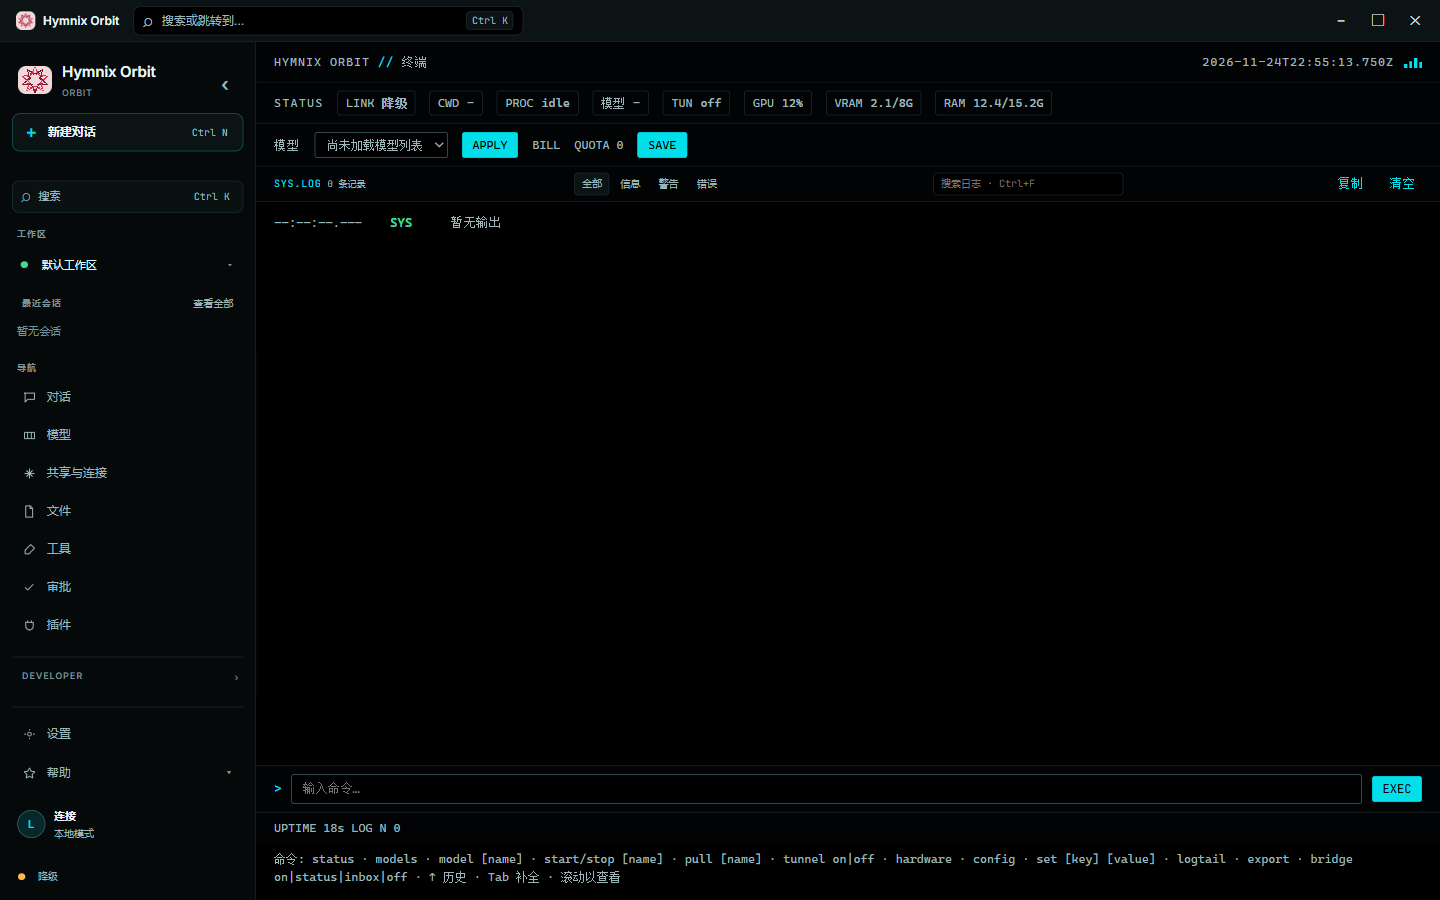 Hymnix Orbit
搜索或跳转到... Ctrl K
Hymnix Orbit
ORBIT
新建对话 Ctrl N
搜索 Ctrl K
工作区
默认工作区
最近会话 查看全部
暂无会话
导航
对话
模型
共享与连接
文件
工具
审批
插件
DEVELOPER
设置
帮助
L
连接
本地模式
降级
HYMNIX ORBIT // 终端
2026-11-24T22:55:13.750Z
STATUS LINK 降级 CWD — PROC idle 模型 — TUN off GPU 12% VRAM 2.1/8G RAM 12.4/15.2G
模型 尚未加载模型列表 APPLY BILL QUOTA 0 SAVE
SYS.LOG 0 条记录 全部 信息 警告 错误 搜索日志 · Ctrl+F 复制 清空
--:--:--.--- SYS 暂无输出
> 输入命令... EXEC
UPTIME 18s LOG N 0
命令: status · models · model [name] · start/stop [name] · pull [name] · tunnel on|off · hardware · config · set [key] [value] · logtail · export · bridge
on|status|inbox|off · ↑ 历史 · Tab 补全 · 滚动以查看